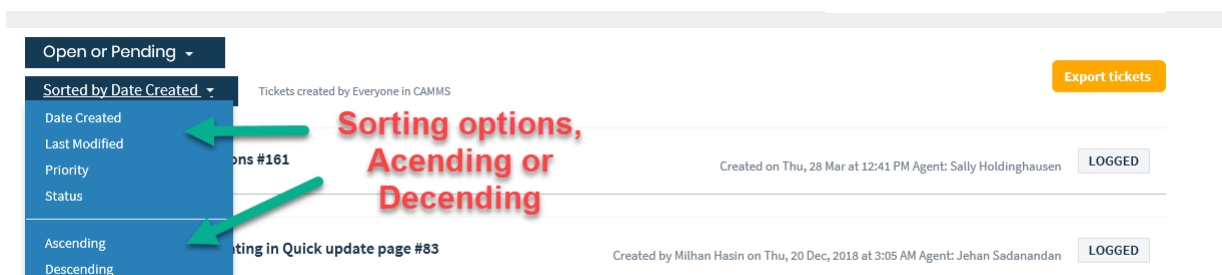 Open or Pending
Sorted by Date Created
Tickets created by Everyone in CAMMS
Export tickets
Date Created
Last Modified
Priority
Status
Ascending
Descending
Sorting options,
Acending or
Decending
ons #161
Created on Thu, 28 Mar at 12:41 PM Agent: Sally Holdinghausen
LOGGED
ting in Quick update page #83
Created by Milhan Hasin on Thu, 20 Dec, 2018 at 3:05 AM Agent: Jehan Sadanandan
LOGGED